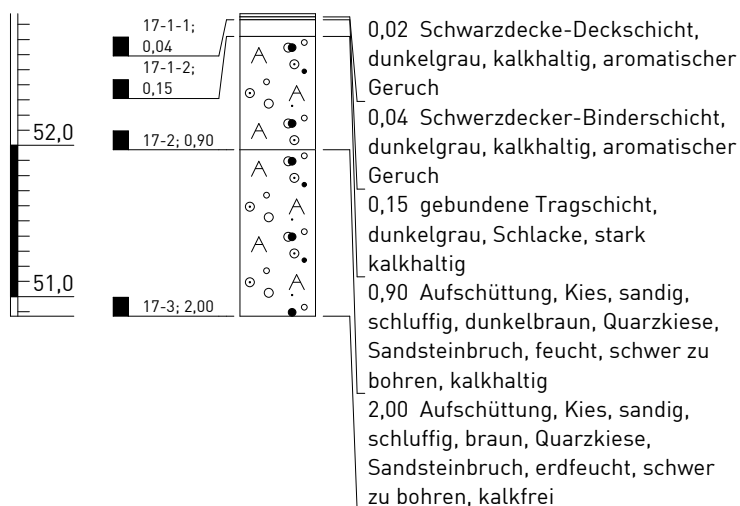 17-1-1;
0,04
17-1-2;
0,15
52,0
17-2; 0,90
51,0
17-3; 2,00
0,02 Schwarzdecke-Deckschicht,
dunkelgrau, kalkhaltig, aromatischer
Geruch
0,04 Schwerzdecker-Binderschicht,
dunkelgrau, kalkhaltig, aromatischer
Geruch
0,15 gebundene Tragschicht,
dunkelgrau, Schlacke, stark
kalkhaltig
0,90 Aufschüttung, Kies, sandig,
schluffig, dunkelbraun, Quarzkiese,
Sandsteinbruch, feucht, schwer zu
bohren, kalkhaltig
2,00 Aufschüttung, Kies, sandig,
schluffig, braun, Quarzkiese,
Sandsteinbruch, erdfeucht, schwer
zu bohren, kalkfrei